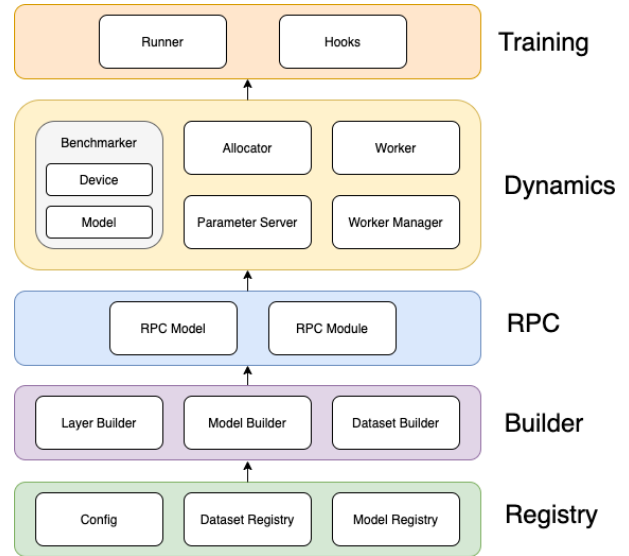 Runner
Hooks
Training
Benchmarker
Device
Model
Allocator
Worker
Parameter Server
Worker Manager
Dynamics
RPC Model
RPC Module
RPC
Layer Builder
Model Builder
Dataset Builder
Builder
Config
Dataset Registry
Model Registry
Registry